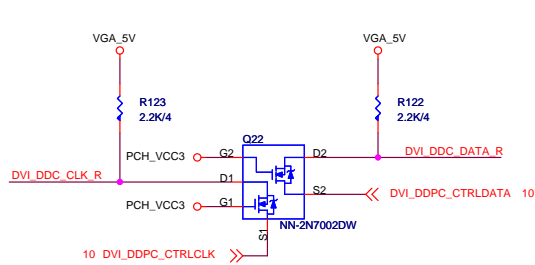 VGA_5V
VGA_5V
R123
2.2K/4
R122
2.2K/4
Q22
PCH_VCC3
G2
D2
DVI_DDC_DATA_R
DVI_DDC_CLK_R
D1
S2
DVI_DDPC_CTRLDATA 10
PCH_VCC3
G1
NN-2N7002DW
S1
10 DVI_DDPC_CTRLCLK